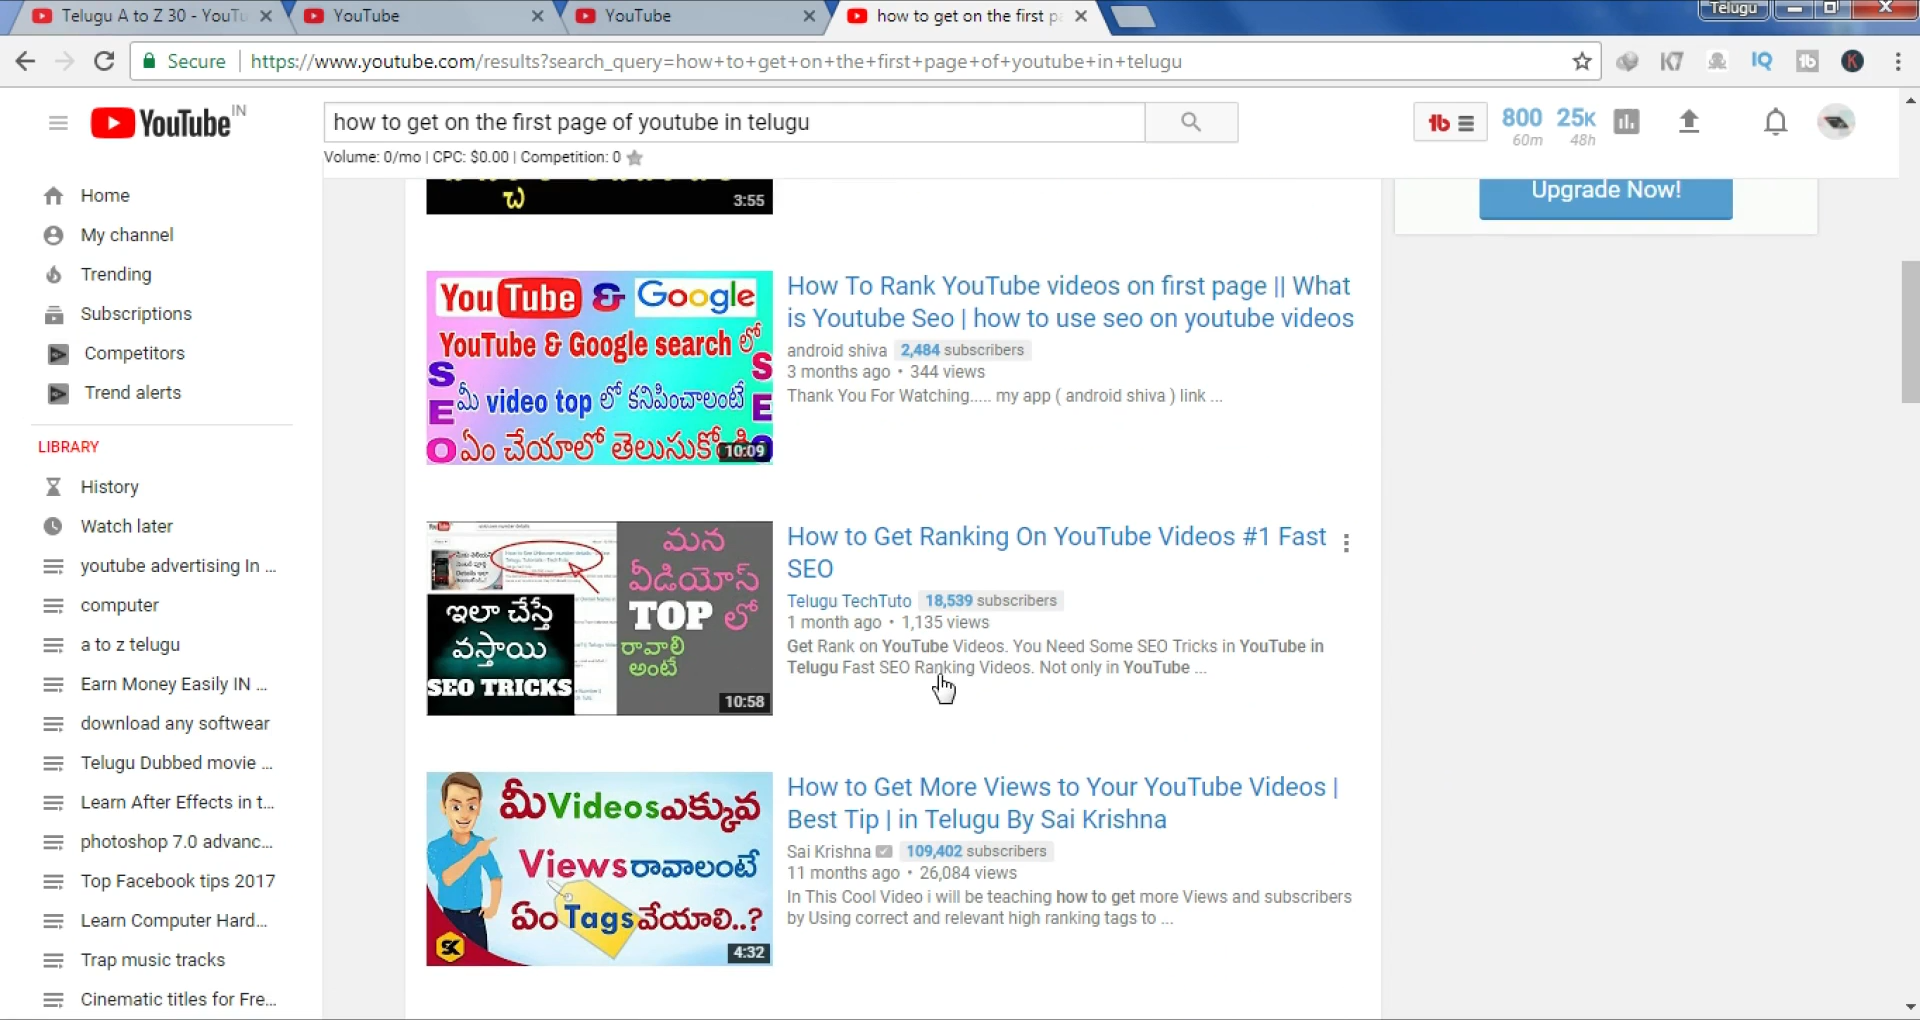 Telugu A to Z 30 - YouTu
YouTube
YouTube
how to get on the first p
Telugu
Secure
https://www.youtube.com/results?search_query=how+to+get+on+the+first+page+of+youtube+in+telugu
K7
IQ
tb
K
YouTube IN
how to get on the first page of youtube in telugu
tb
800
60m
25K
48h
Volume: 0/mo | CPC: $0.00 | Competition: 0
Home
My channel
Trending
Subscriptions
Competitors
Trend alerts
LIBRARY
History
Watch later
youtube advertising In ...
computer
a to z telugu
Earn Money Easily IN ...
download any softwear
Telugu Dubbed movie ...
Learn After Effects in t...
photoshop 7.0 advanc...
Top Facebook tips 2017
Learn Computer Hard...
Trap music tracks
Cinematic titles for Fre...
చ
3:55
Upgrade Now!
YouTube & Google
YouTube & Google search లో
SEO
మీ video top లో కనిపించాలంటే
ఏం చేయాలో తెలుసుకో
SEO
10:09
How To Rank YouTube videos on first page || What
is Youtube Seo | how to use seo on youtube videos
android shiva 2,484 subscribers
3 months ago • 344 views
Thank You For Watching..... my app ( android shiva ) link ...
ఇలా చేస్తే
వస్తాయి
SEO TRICKS
మన
వీడియోస్
TOP లో
రావాలి
అంటే
10:58
How to Get Ranking On YouTube Videos #1 Fast
SEO
Telugu TechTuto 18,539 subscribers
1 month ago • 1,135 views
Get Rank on YouTube Videos. You Need Some SEO Tricks in YouTube in
Telugu Fast SEO Ranking Videos. Not only in YouTube ...
మీ Videos ఎక్కువ
Views రావాలంటే
ఏం Tags వేయాలి..?
SK
4:32
How to Get More Views to Your YouTube Videos |
Best Tip | in Telugu By Sai Krishna
Sai Krishna 109,402 subscribers
11 months ago • 26,084 views
In This Cool Video i will be teaching how to get more Views and subscribers
by Using correct and relevant high ranking tags to ...